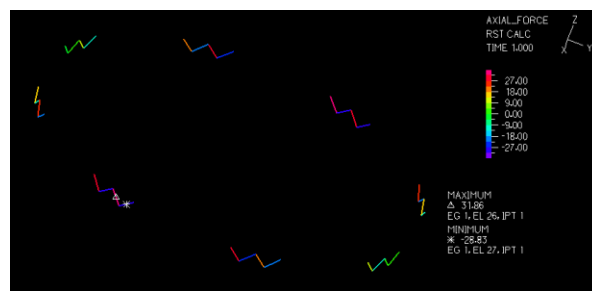 AXIAL_FORCE
RST CALC
TIME 1.000
Z
X
Y
27.00
18.00
9.00
0.00
-9.00
-18.00
-27.00
MAXIMUM
△ 31.86
EG 1, EL 26, IPT 1
MINIMUM
✳ -28.83
EG 1, EL 27, IPT 1